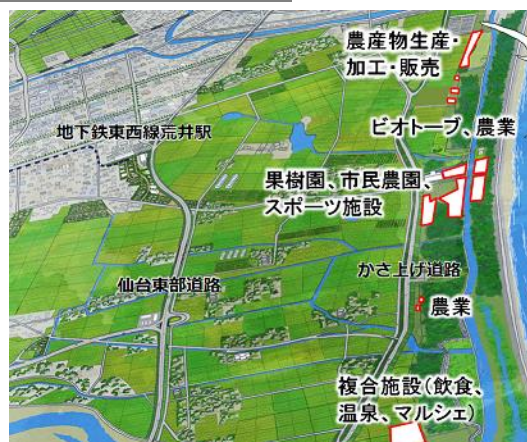 農産物生産・
加工・販売
地下鉄東西線荒井駅
ビオトーブ、農業
果樹園、市民農園、
スポーツ施設
かさ上げ道路
仙台東部道路
農業
複合施設(飲食、
温泉、マルシェ)